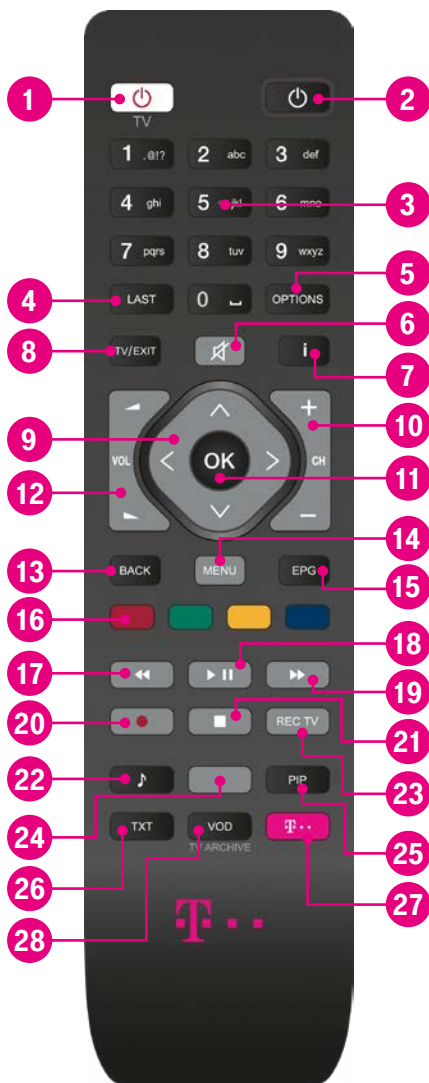 1 2
TV
1 .@!? 2 abc 3 def
3
4 ghi 5 jkl 6 mno
7 pqrs 8 tuv 9 wxyz
5
4 LAST 0 OPTIONS
6
8 TV/EXIT i
7
9 + 10
VOL OK CH
12 11
−
14
13 BACK MENU EPG
15
16
18
17
19
20 REC TV
21
22 PIP
23
24
25
26 TXT VOD T··
TV ARCHIVE
27
28
T··